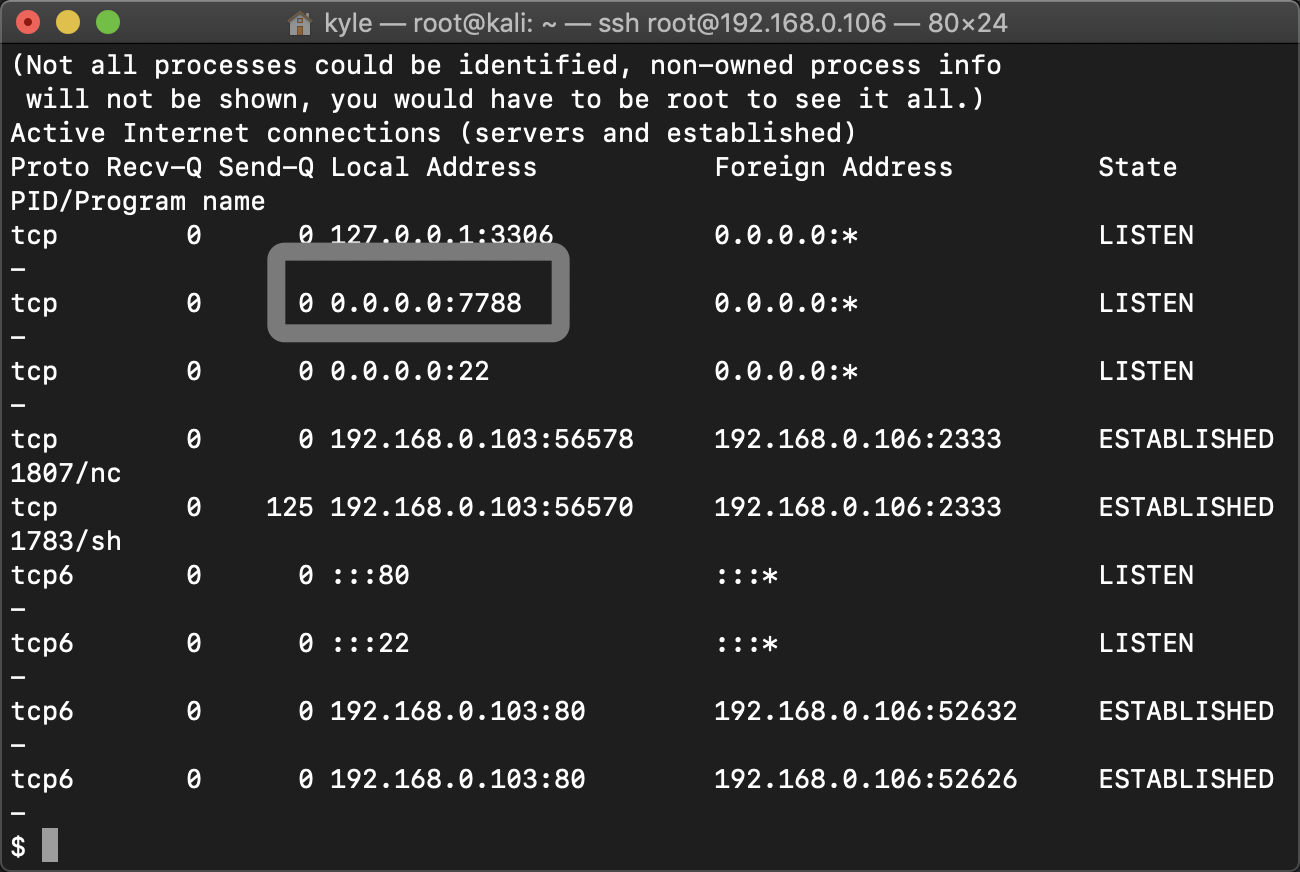 kyle — root@kali: ~ — ssh root@192.168.0.106 — 80×24
(Not all processes could be identified, non-owned process info
 will not be shown, you would have to be root to see it all.)
Active Internet connections (servers and established)
Proto Recv-Q Send-Q Local Address           Foreign Address         State
PID/Program name
tcp        0      0 127.0.0.1:3306          0.0.0.0:*               LISTEN
-
tcp        0      0 0.0.0.0:7788            0.0.0.0:*               LISTEN
-
tcp        0      0 0.0.0.0:22              0.0.0.0:*               LISTEN
-
tcp        0      0 192.168.0.103:56578     192.168.0.106:2333      ESTABLISHED
1807/nc
tcp        0    125 192.168.0.103:56570     192.168.0.106:2333      ESTABLISHED
1783/sh
tcp6       0      0 :::80                   :::*                    LISTEN
-
tcp6       0      0 :::22                   :::*                    LISTEN
-
tcp6       0      0 192.168.0.103:80        192.168.0.106:52632     ESTABLISHED
-
tcp6       0      0 192.168.0.103:80        192.168.0.106:52626     ESTABLISHED
-
$